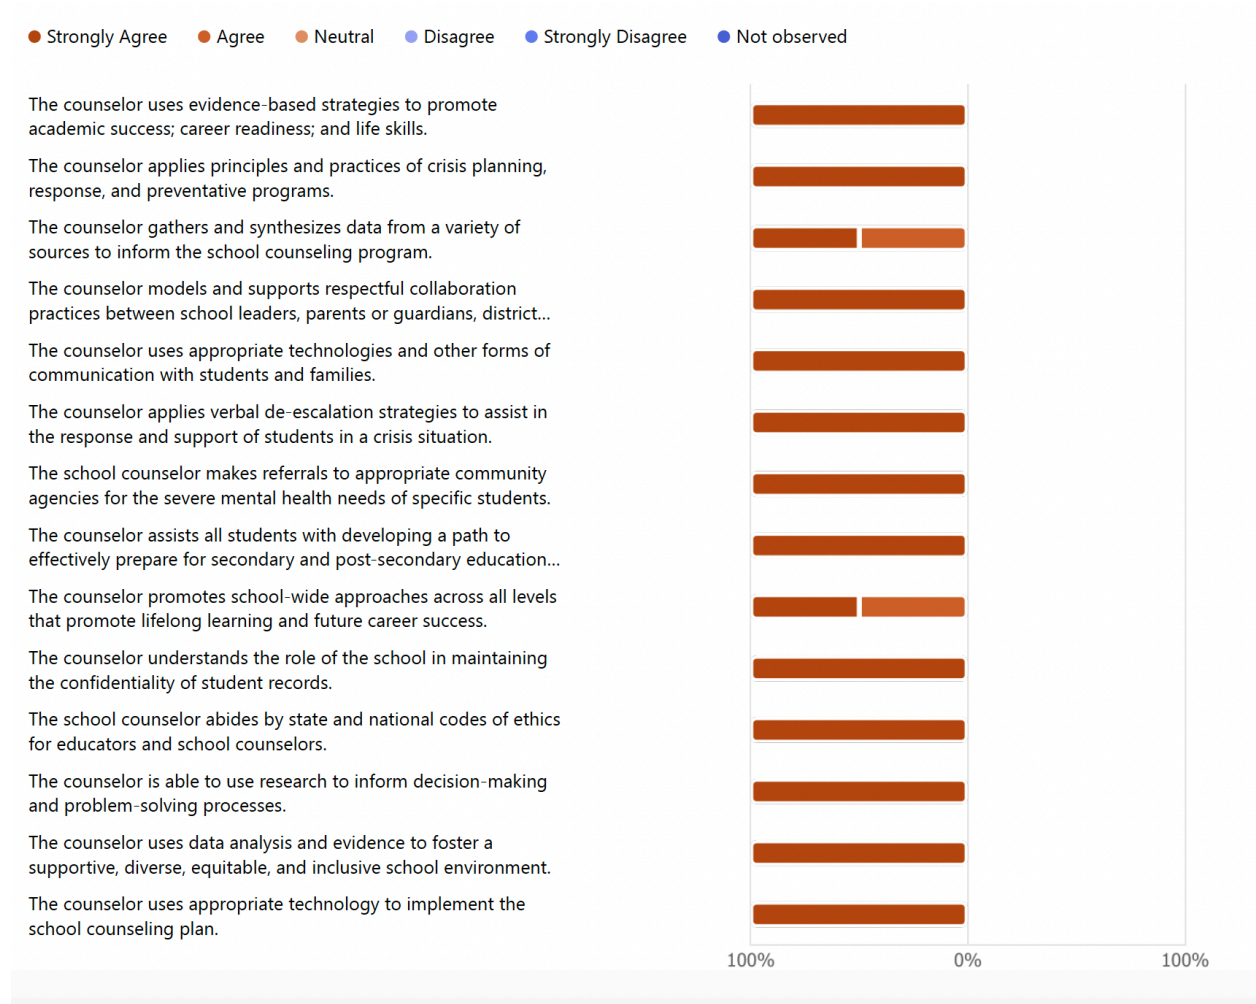 Strongly Agree Agree Neutral Disagree Strongly Disagree Not observed
The counselor uses evidence-based strategies to promote
academic success; career readiness; and life skills.
The counselor applies principles and practices of crisis planning,
response, and preventative programs.
The counselor gathers and synthesizes data from a variety of
sources to inform the school counseling program.
The counselor models and supports respectful collaboration
practices between school leaders, parents or guardians, district...
The counselor uses appropriate technologies and other forms of
communication with students and families.
The counselor applies verbal de-escalation strategies to assist in
the response and support of students in a crisis situation.
The school counselor makes referrals to appropriate community
agencies for the severe mental health needs of specific students.
The counselor assists all students with developing a path to
effectively prepare for secondary and post-secondary education...
The counselor promotes school-wide approaches across all levels
that promote lifelong learning and future career success.
The counselor understands the role of the school in maintaining
the confidentiality of student records.
The school counselor abides by state and national codes of ethics
for educators and school counselors.
The counselor is able to use research to inform decision-making
and problem-solving processes.
The counselor uses data analysis and evidence to foster a
supportive, diverse, equitable, and inclusive school environment.
The counselor uses appropriate technology to implement the
school counseling plan.
100% 0% 100%